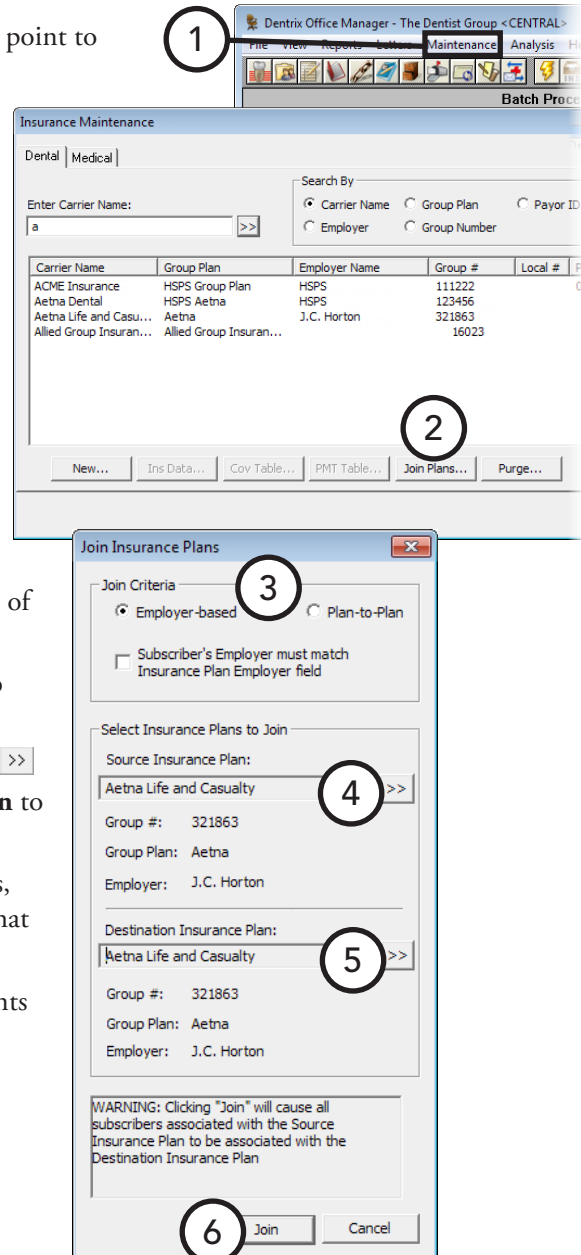 point to
1
Dentrix Office Manager - The Dentist Group <CENTRAL>
File View Reports Letters Maintenance Analysis
Batch Proce
Insurance Maintenance
Dental Medical
Search By
Enter Carrier Name:
Carrier Name Group Plan Payor ID
a >>
Employer Group Number
Carrier Name Group Plan Employer Name Group # Local #
ACME Insurance HSPS Group Plan HSPS 111222
Aetna Dental HSPS Aetna HSPS 123456
Aetna Life and Casu... Aetna J.C. Horton 321863
Allied Group Insuran... Allied Group Insuran... 16023
2
New... Ins Data... Cov Table... PMT Table... Join Plans... Purge...
Join Insurance Plans
Join Criteria
3
of
Employer-based Plan-to-Plan
Subscriber's Employer must match
Insurance Plan Employer field
Select Insurance Plans to Join
>>
Source Insurance Plan:
Aetna Life and Casualty 4 >>
n to
Group #: 321863
Group Plan: Aetna
s,
Employer: J.C. Horton
hat
Destination Insurance Plan:
Aetna Life and Casualty 5 >>
nts
Group #: 321863
Group Plan: Aetna
Employer: J.C. Horton
WARNING: Clicking "Join" will cause all
subscribers associated with the Source
Insurance Plan to be associated with the
Destination Insurance Plan
6 Join Cancel